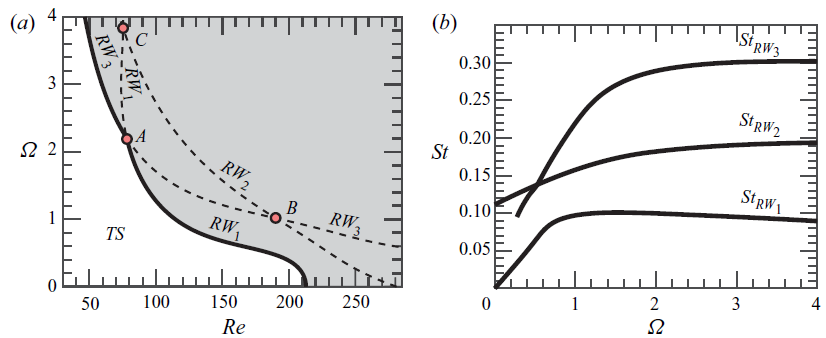 (a)
4
3
Ω 2
1
0
50 100 150 200 250
Re
RW3
RW1
C
A
RW2
B
RW3
RW1
TS
(b)
0.30
0.25
0.20
St 0.15
0.10
0.05
0 1 2 3 4
Ω
StRW3
StRW2
StRW1